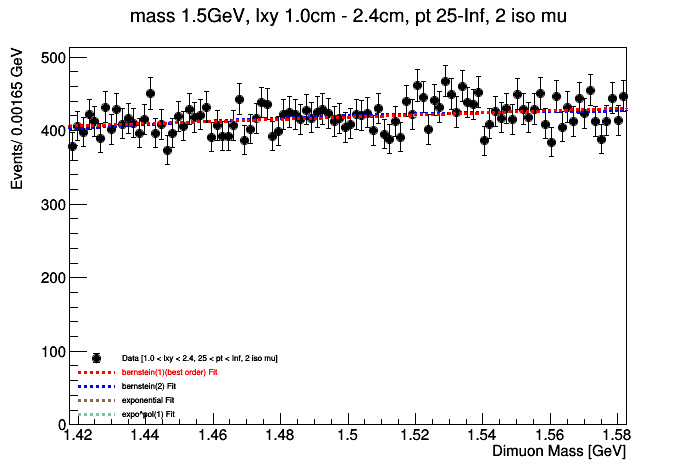 mass 1.5GeV, lxy 1.0cm - 2.4cm, pt 25-Inf, 2 iso mu
Events/ 0.00165 GeV
500
400
300
200
100
0
Data [1.0 < lxy < 2.4, 25 < pt < Inf, 2 iso mu]
bernstein(1)(best order) Fit
bernstein(2) Fit
exponential Fit
expo*pol(1) Fit
1.42 1.44 1.46 1.48 1.5 1.52 1.54 1.56 1.58
Dimuon Mass [GeV]